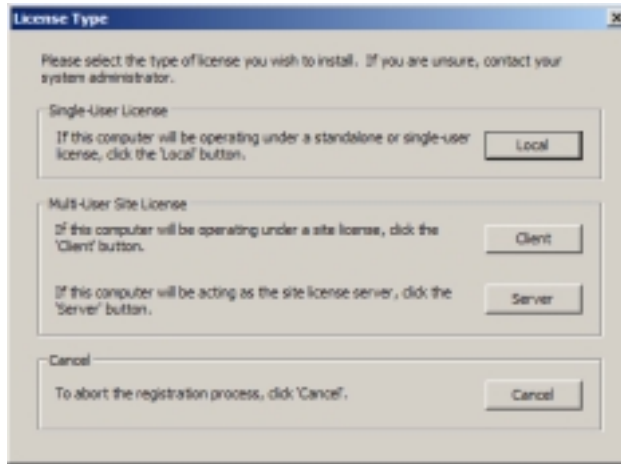 License Type
Please select the type of license you wish to install. If you are unsure, contact your
system administrator.
Single-User License
If this computer will be operating under a standalone or single-user
license, click the 'Local' button.
Local
Multi-User Site License
If this computer will be operating under a site license, click the
'Client' button.
Client
If this computer will be acting as the site license server, click the
'Server' button.
Server
Cancel
To abort the registration process, click 'Cancel'.
Cancel